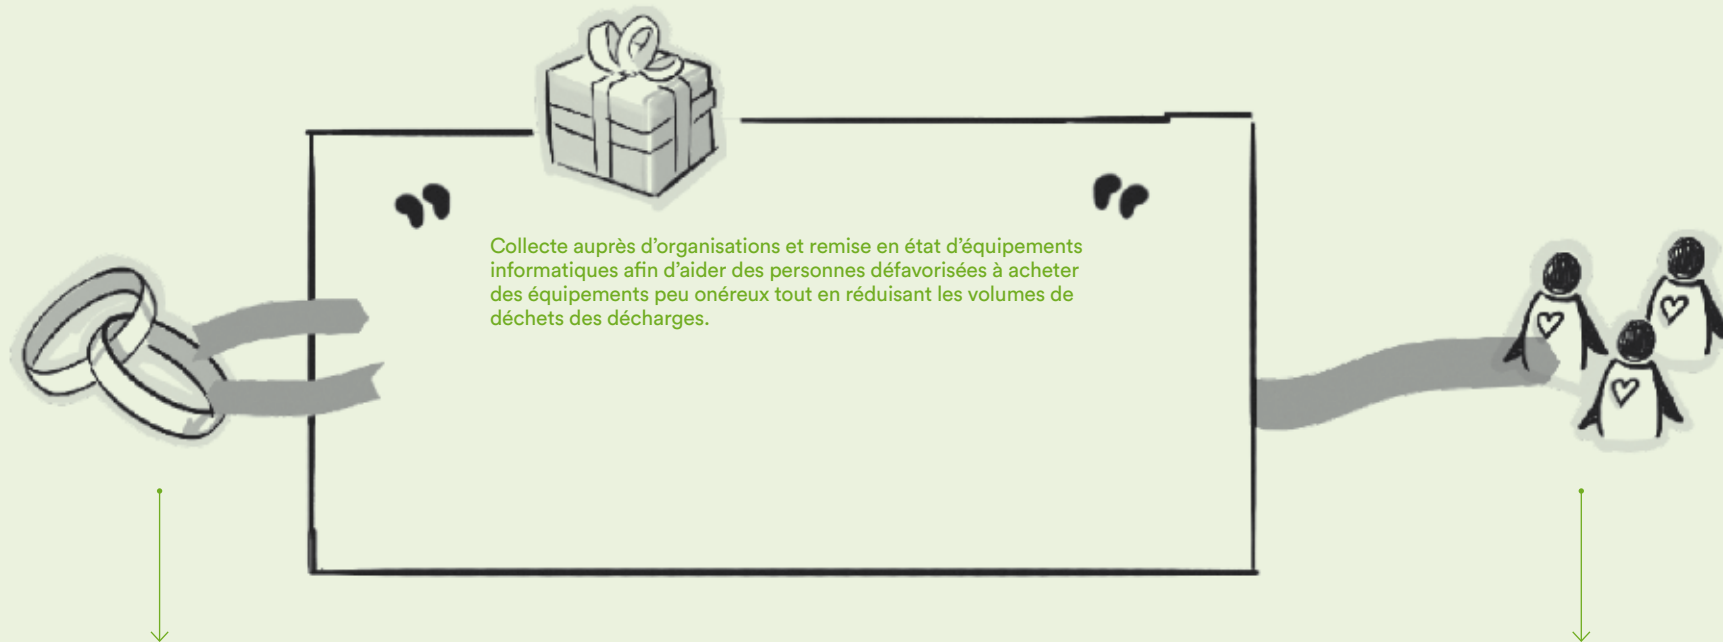 Collecte auprès d’organisations et remise en état d’équipements
informatiques afin d’aider des personnes défavorisées à acheter
des équipements peu onéreux tout en réduisant les volumes de
déchets des décharges.